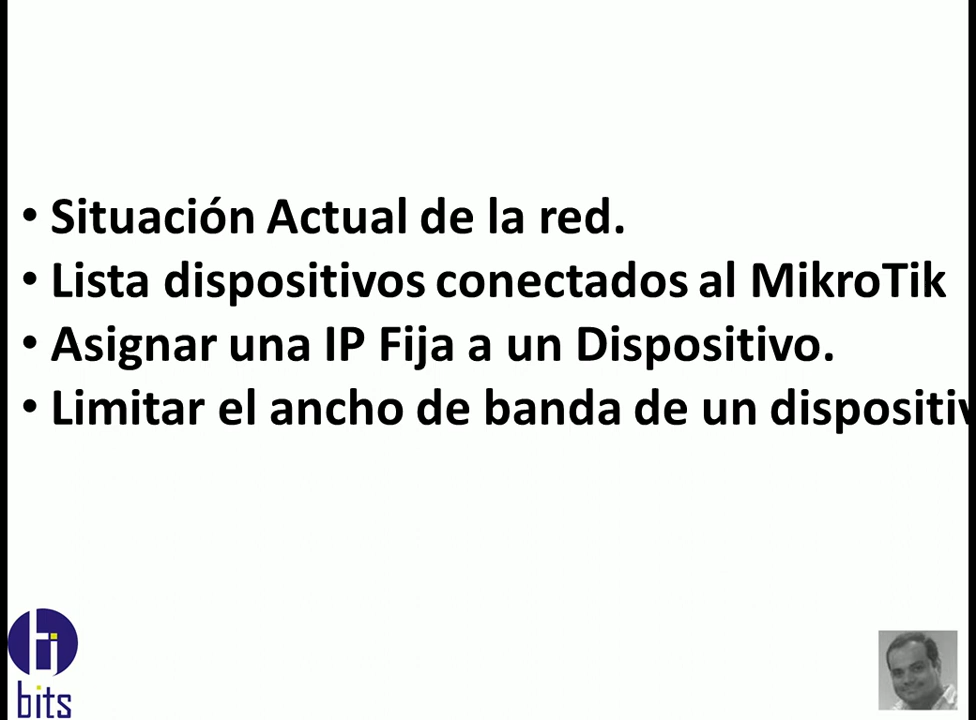 • Situación Actual de la red.
• Lista dispositivos conectados al MikroTik
• Asignar una IP Fija a un Dispositivo.
• Limitar el ancho de banda de un dispositiv
bits